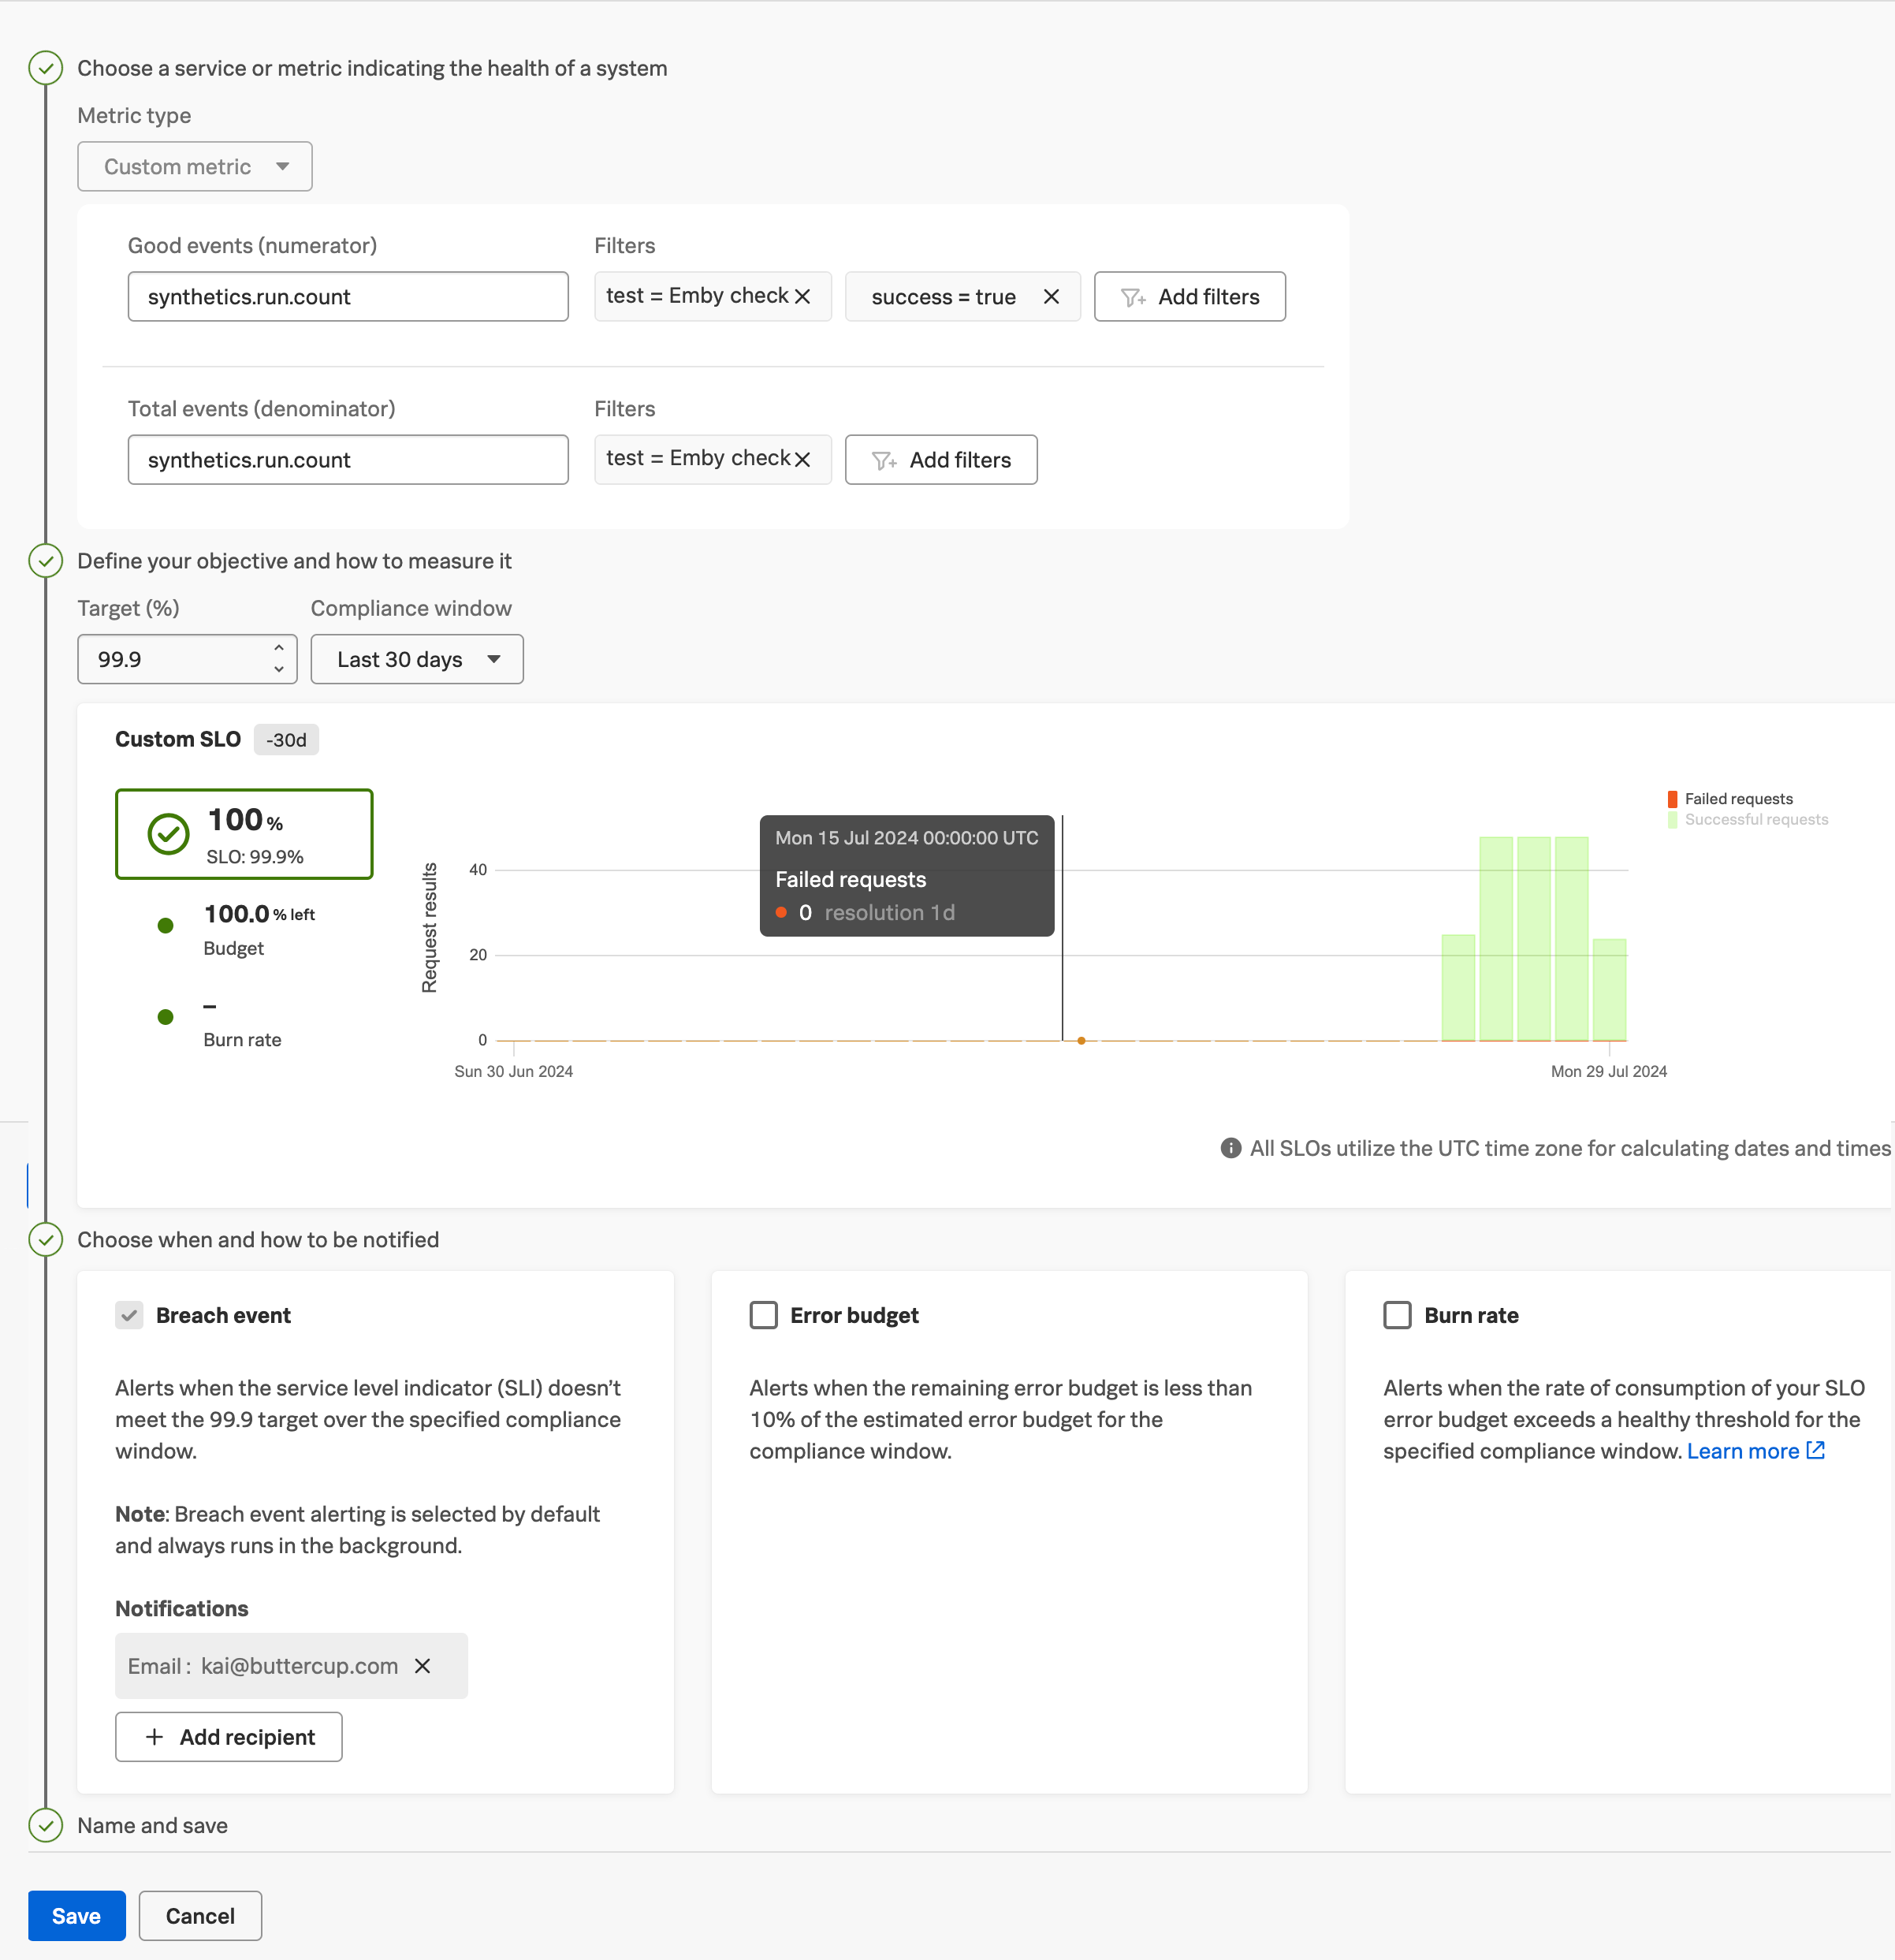 Choose a service or metric indicating the health of a system
Metric type
Custom metric
Good events (numerator)
Filters
synthetics.run.count
test = Emby check
success = true
Add filters
Total events (denominator)
Filters
synthetics.run.count
test = Emby check
Add filters
Define your objective and how to measure it
Target (%)
Compliance window
99.9
Last 30 days
Custom SLO
-30d
100 %
SLO: 99.9%
100.0 % left
Budget
–
Burn rate
Request results
40
20
0
Mon 15 Jul 2024 00:00:00 UTC
Failed requests
0 resolution 1d
Sun 30 Jun 2024
Mon 29 Jul 2024
Failed requests
Successful requests
All SLOs utilize the UTC time zone for calculating dates and times
Choose when and how to be notified
Breach event
Alerts when the service level indicator (SLI) doesn’t
meet the 99.9 target over the specified compliance
window.
Note: Breach event alerting is selected by default
and always runs in the background.
Notifications
Email : kai@buttercup.com
Add recipient
Error budget
Alerts when the remaining error budget is less than
10% of the estimated error budget for the
compliance window.
Burn rate
Alerts when the rate of consumption of your SLO
error budget exceeds a healthy threshold for the
specified compliance window. Learn more
Name and save
Save
Cancel